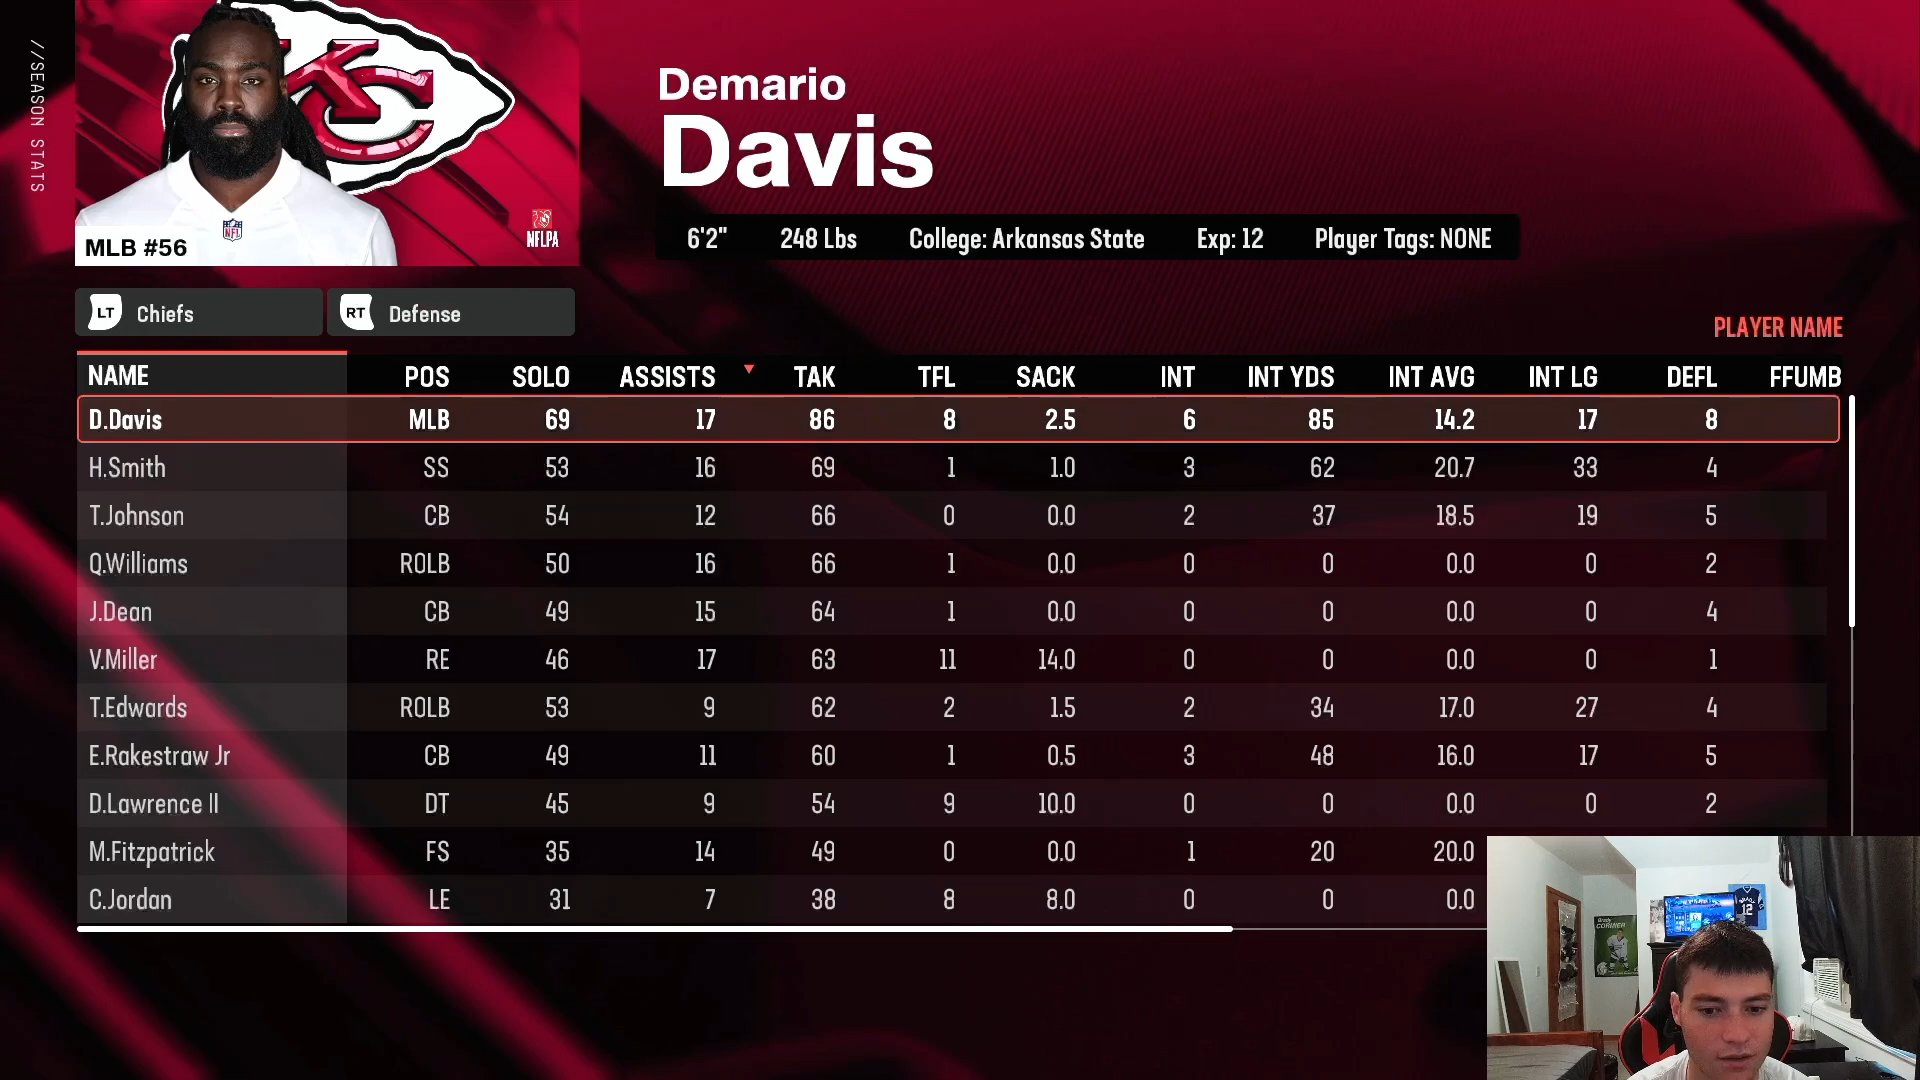 //SEASON STATS
KC
NFL
NFLPA
MLB #56
Demario
Davis
6'2" 248 Lbs College: Arkansas State Exp: 12 Player Tags: NONE
LT Chiefs RT Defense
PLAYER NAME
NAME POS SOLO ASSISTS TAK TFL SACK INT INT YDS INT AVG INT LG DEFL FFUMB
D.Davis MLB 69 17 86 8 2.5 6 85 14.2 17 8
H.Smith SS 53 16 69 1 1.0 3 62 20.7 33 4
T.Johnson CB 54 12 66 0 0.0 2 37 18.5 19 5
Q.Williams ROLB 50 16 66 1 0.0 0 0 0.0 0 2
J.Dean CB 49 15 64 1 0.0 0 0 0.0 0 4
V.Miller RE 46 17 63 11 14.0 0 0 0.0 0 1
T.Edwards ROLB 53 9 62 2 1.5 2 34 17.0 27 4
E.Rakestraw Jr CB 49 11 60 1 0.5 3 48 16.0 17 5
D.Lawrence II DT 45 9 54 9 10.0 0 0 0.0 0 2
M.Fitzpatrick FS 35 14 49 0 0.0 1 20 20.0
C.Jordan LE 31 7 38 8 8.0 0 0 0.0
12